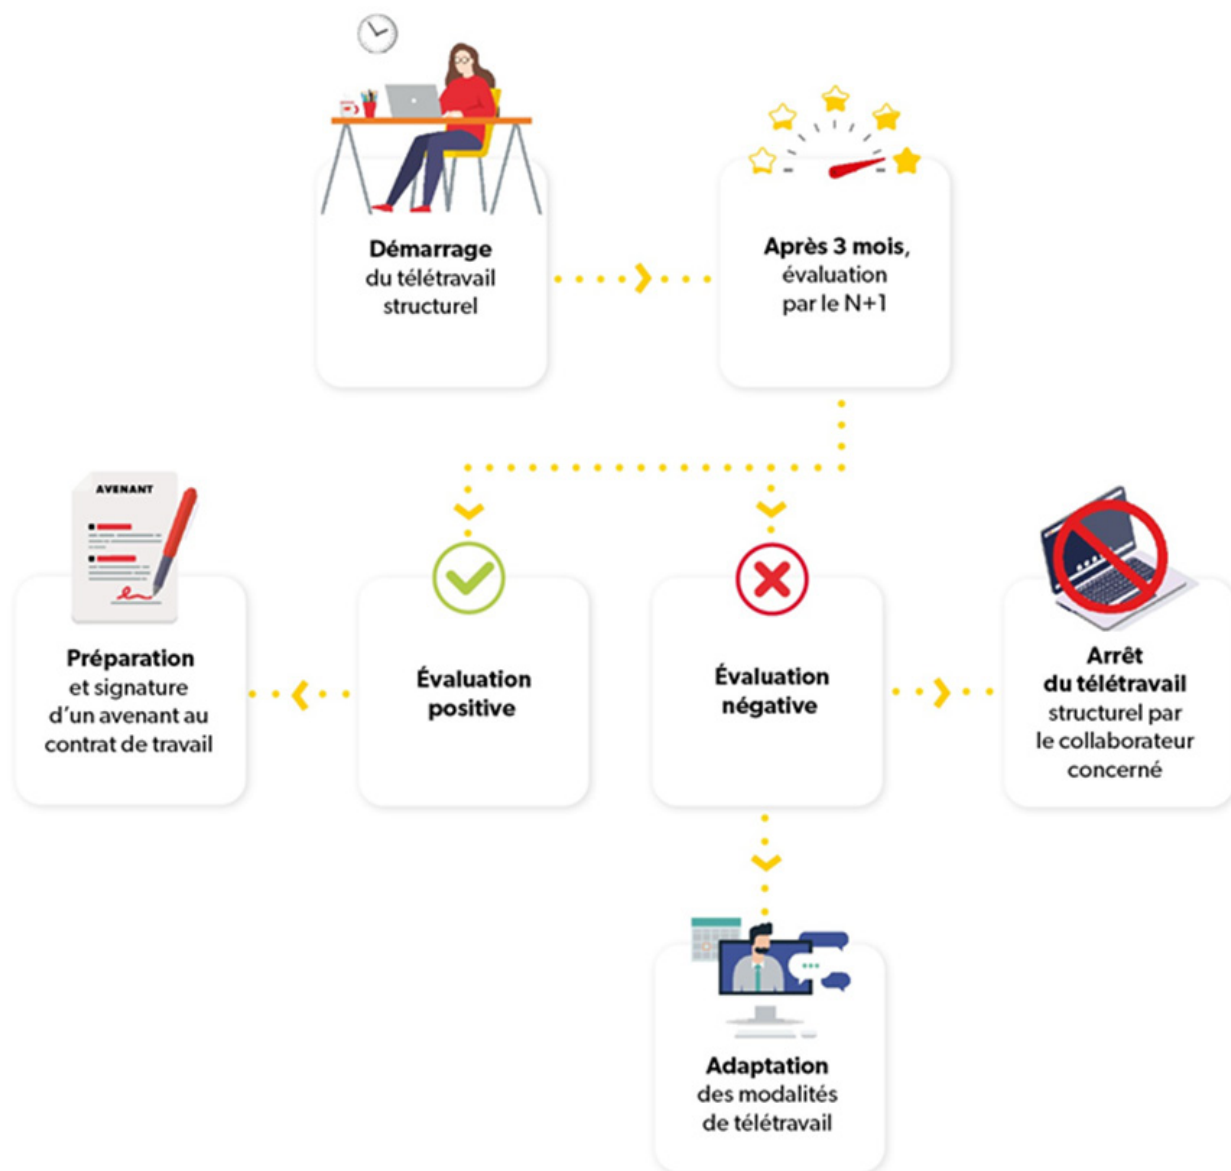 Démarrage
du télétravail
structurel
Après 3 mois,
évaluation
par le N+1
AVENANT
Préparation
et signature
d’un avenant au
contrat de travail
Évaluation
positive
Évaluation
négative
Arrêt
du télétravail
structurel par
le collaborateur
concerné
Adaptation
des modalités
de télétravail